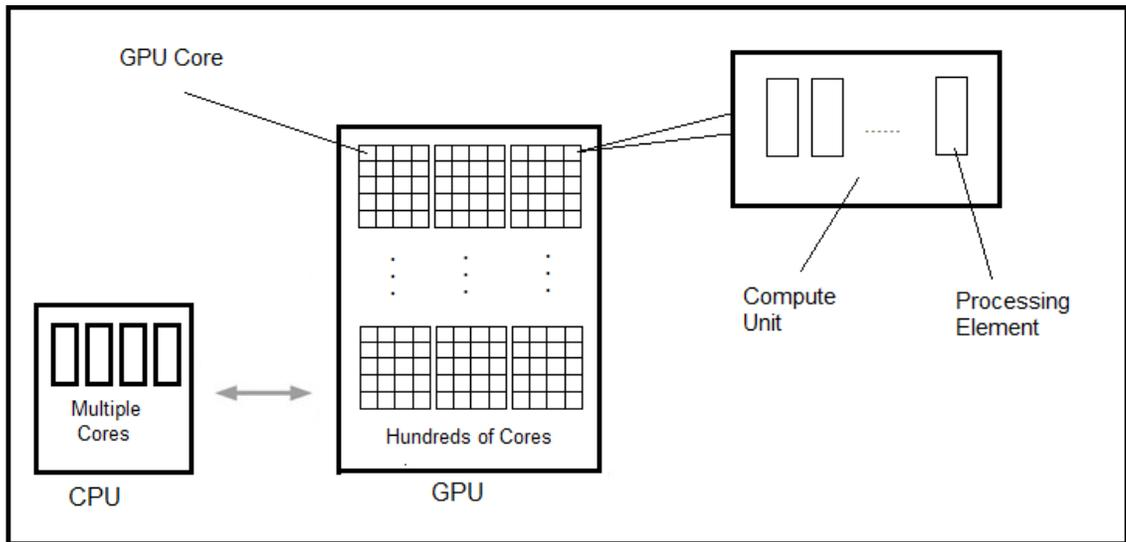 GPU Core
Compute
Unit
Processing
Element
Multiple
Cores
CPU
Hundreds of Cores
GPU